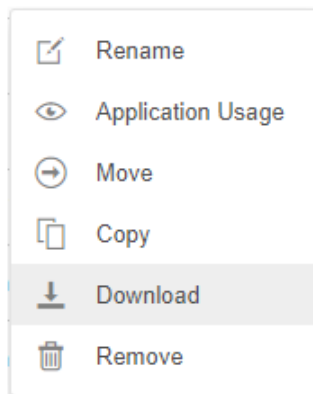 Rename
Application Usage
Move
Copy
Download
Remove